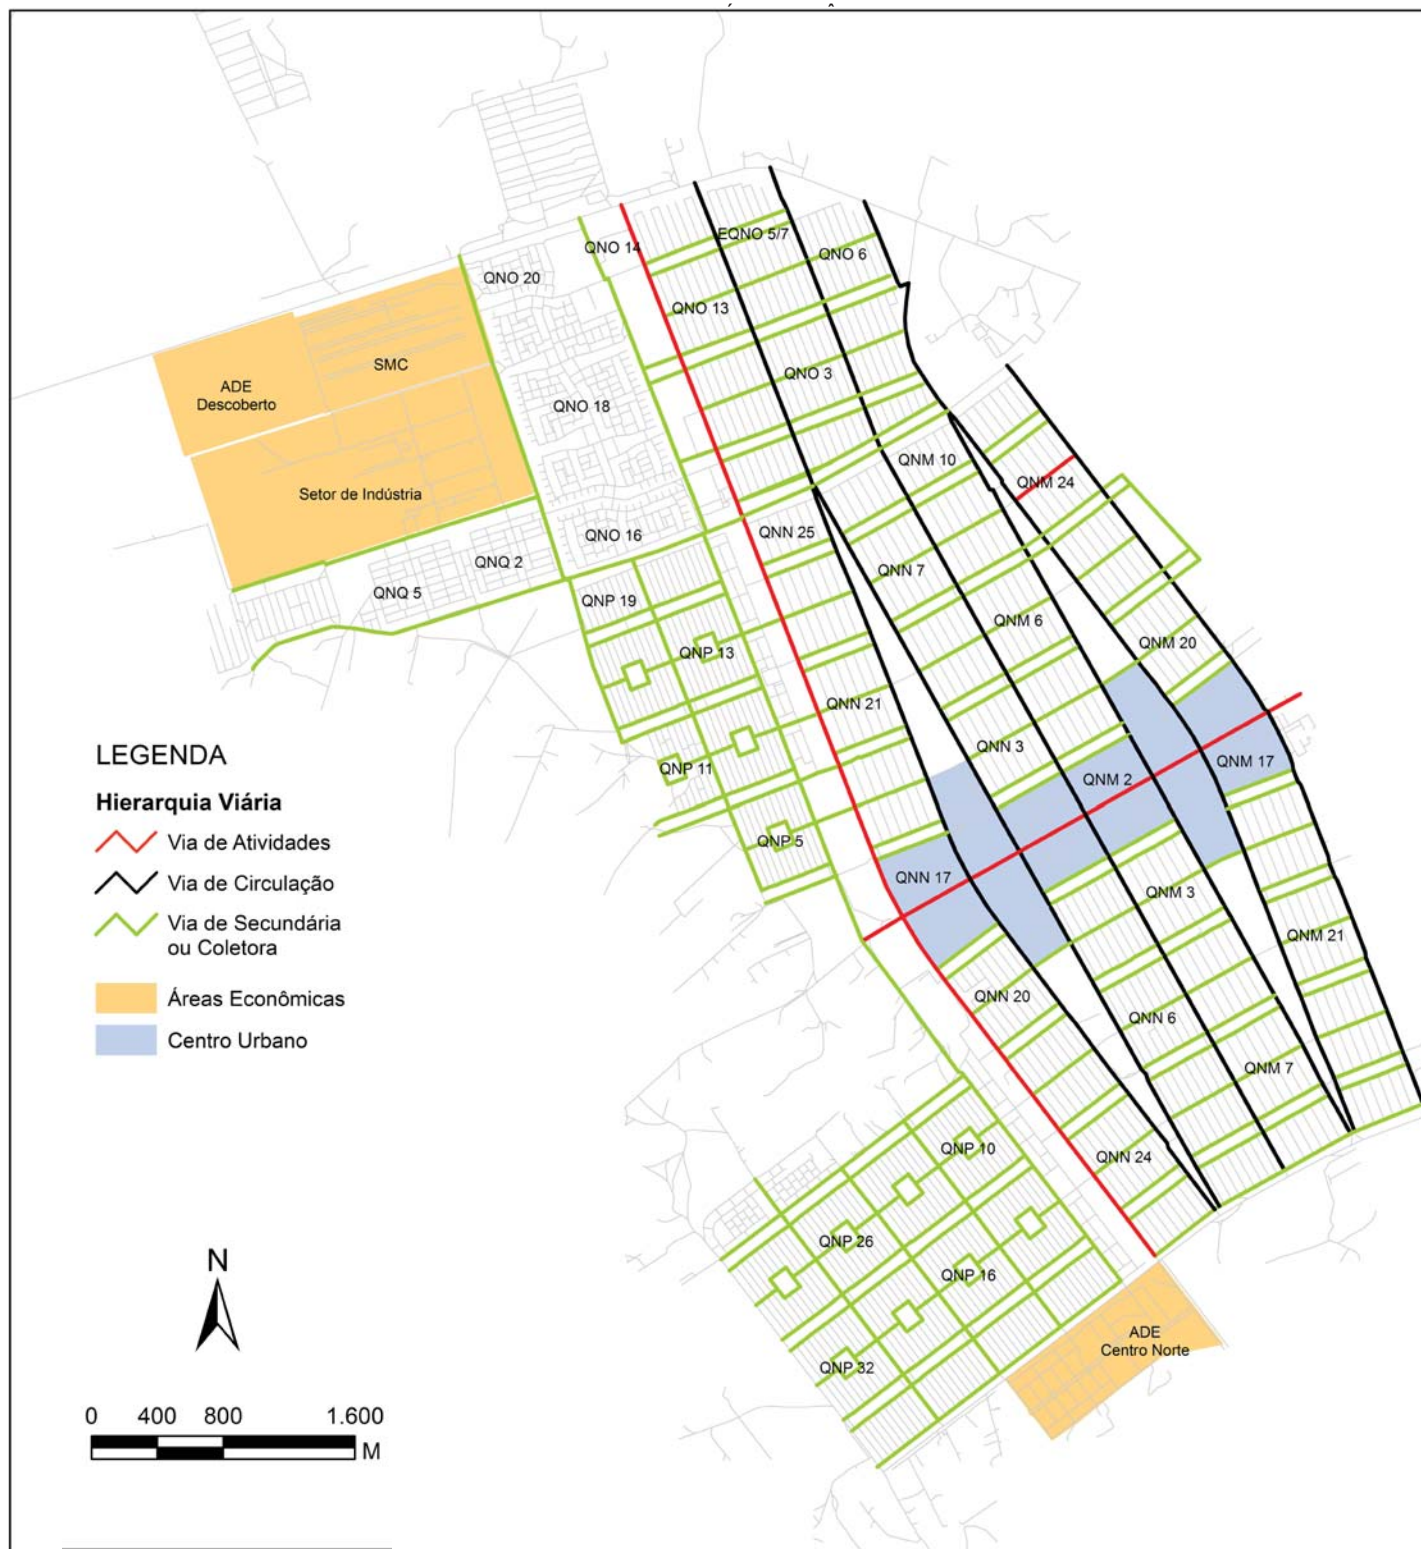 QNO 14
EQNO 5/7
QNO 6
QNO 20
QNO 13
SMC
QNO 3
ADE
Descoberto
QNO 18
QNM 10
QNM 24
Setor de Indústria
QNO 16
QNN 25
QNQ 2
QNN 7
QNQ 5
QNP 19
QNM 6
QNP 13
QNM 20
QNN 21
QNN 3
QNP 11
QNM 2
QNM 17
QNP 5
QNN 17
QNM 3
QNM 21
QNN 20
QNN 6
QNM 7
QNP 10
QNN 24
QNP 26
QNP 16
QNP 32
ADE
Centro Norte
LEGENDA
Hierarquia Viária
Via de Atividades
Via de Circulação
Via de Secundária
ou Coletora
Áreas Econômicas
Centro Urbano
N
0 400 800 1.600
M